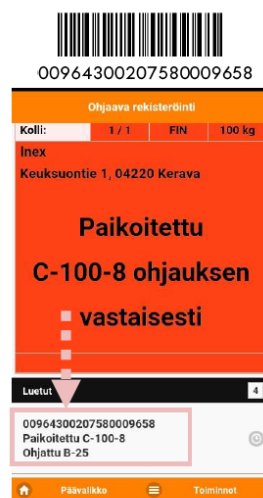 00964300207580009658
Ohjaava rekisteröinti
Kolli: 1 / 1 FIN 100 kg
Inex
Keuksuontie 1, 04220 Kerava
Paikoitettu
C-100-8 ohjauksen
vastaisesti
Luetut 4
00964300207580009658
Paikoitettu C-100-8
Ohjattu B-25
Päävalikko Toiminnot